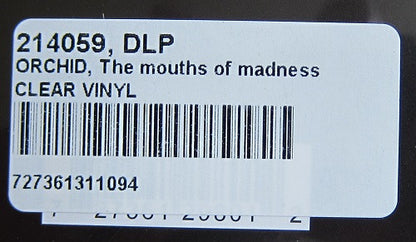 214059, DLP
ORCHID, The mouths of madness
CLEAR VINYL
727361311094